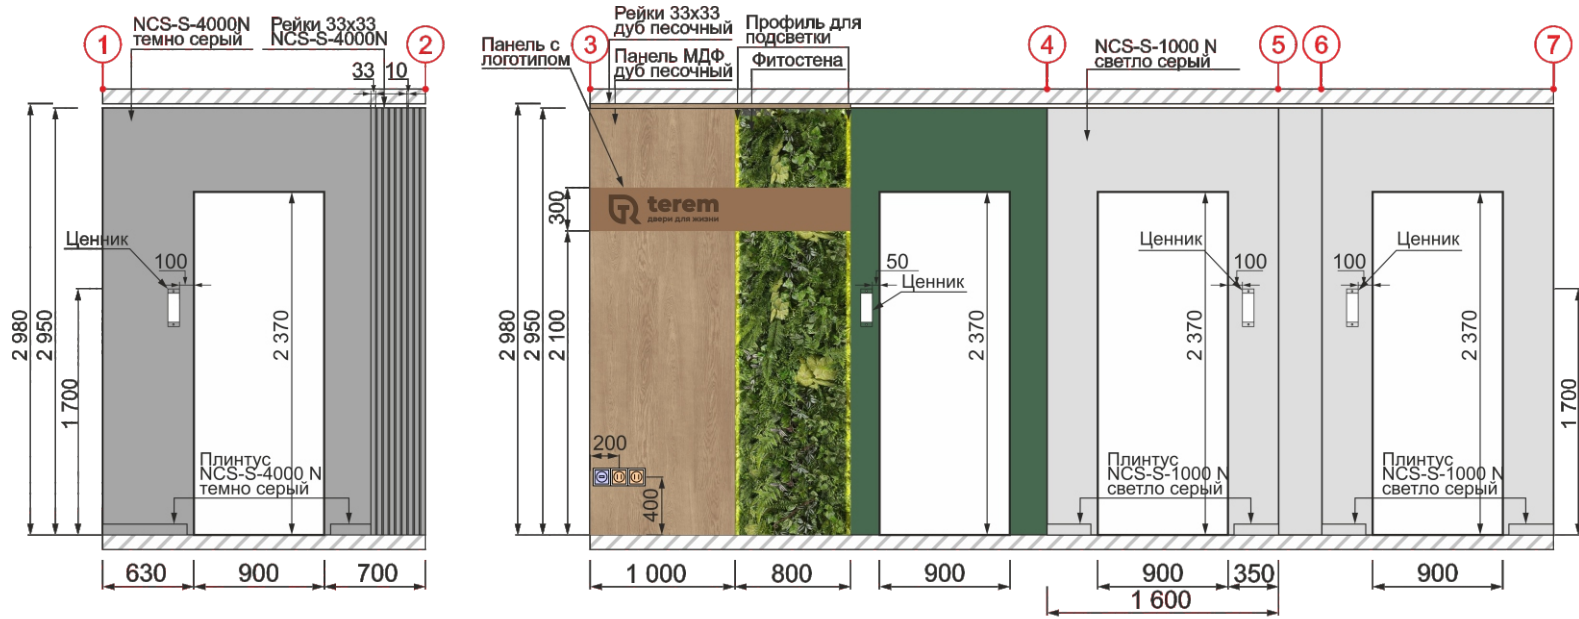 1
NCS-S-4000N
темно серый
Рейки 33х33
NCS-S-4000N
2
33
10
2 980
2 950
1 700
Ценник
100
2 370
Плинтус
NCS-S-4000 N
темно серый
630
900
700
Панель с
логотипом
3
Рейки 33х33
дуб песочный
Панель МДФ
дуб песочный
Профиль для
подсветки
Фитостена
4
NCS-S-1000 N
светло серый
5
6
7
2 980
2 950
2 100
300
terem
двери для жизни
200
400
50
Ценник
2 370
Ценник
100
2 370
Плинтус
NCS-S-1000 N
светло серый
100
Ценник
2 370
Плинтус
NCS-S-1000 N
светло серый
1 700
1 000
800
900
900
350
900
1 600